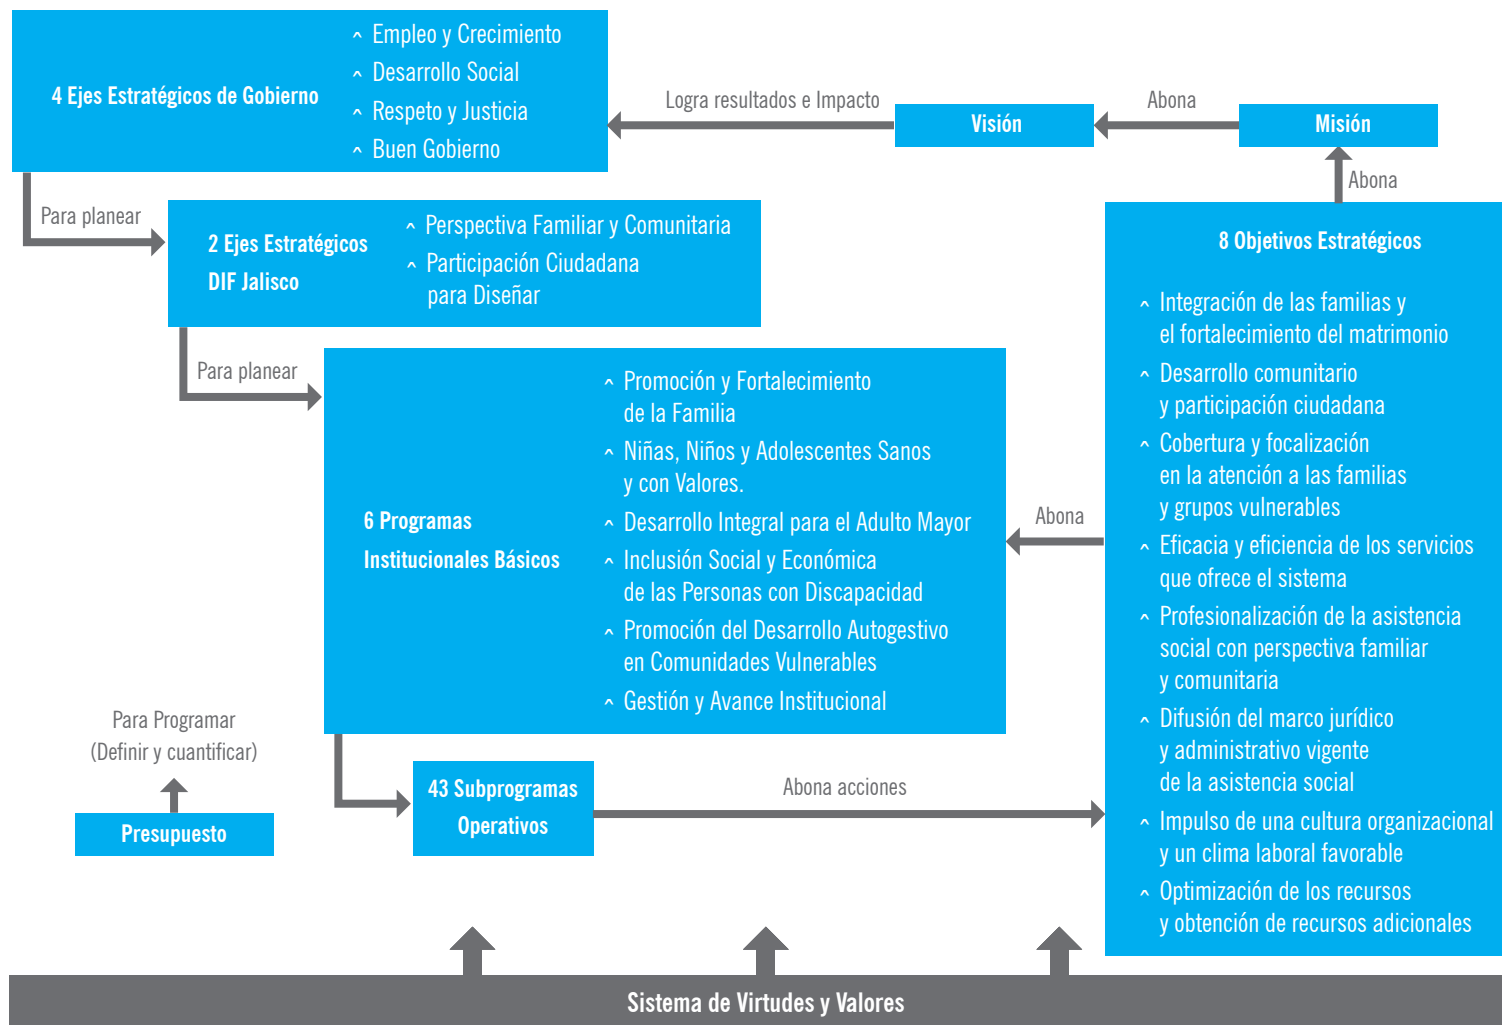 4 Ejes Estratégicos de Gobierno
^ Empleo y Crecimiento
^ Desarrollo Social
^ Respeto y Justicia
^ Buen Gobierno
Logra resultados e Impacto
Visión
Abona
Misión
Abona
Para planear
2 Ejes Estratégicos
DIF Jalisco
^ Perspectiva Familiar y Comunitaria
^ Participación Ciudadana
para Diseñar
Para planear
6 Programas
Institucionales Básicos
^ Promoción y Fortalecimiento
de la Familia
^ Niñas, Niños y Adolescentes Sanos
y con Valores.
^ Desarrollo Integral para el Adulto Mayor
^ Inclusión Social y Económica
de las Personas con Discapacidad
^ Promoción del Desarrollo Autogestivo
en Comunidades Vulnerables
^ Gestión y Avance Institucional
Abona
8 Objetivos Estratégicos
^ Integración de las familias y
el fortalecimiento del matrimonio
^ Desarrollo comunitario
y participación ciudadana
^ Cobertura y focalización
en la atención a las familias
y grupos vulnerables
^ Eficacia y eficiencia de los servicios
que ofrece el sistema
^ Profesionalización de la asistencia
social con perspectiva familiar
y comunitaria
^ Difusión del marco jurídico
y administrativo vigente
de la asistencia social
^ Impulso de una cultura organizacional
y un clima laboral favorable
^ Optimización de los recursos
y obtención de recursos adicionales
Para Programar
(Definir y cuantificar)
Presupuesto
43 Subprogramas
Operativos
Abona acciones
Sistema de Virtudes y Valores